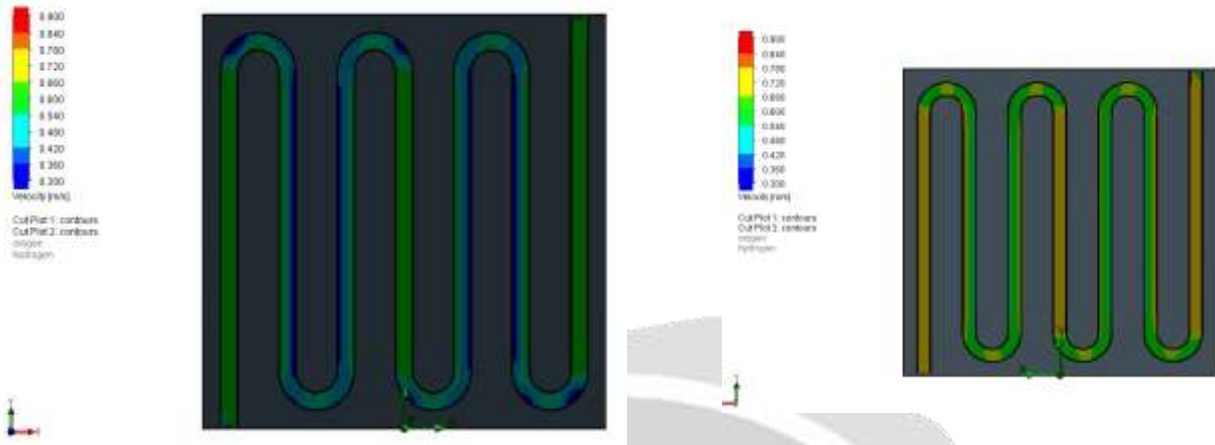 0.900
0.840
0.780
0.720
0.660
0.600
0.540
0.480
0.420
0.360
0.300
Velocity [m/s]
Cut Plot 1: contours
Cut Plot 2: contours
oxygen
hydrogen
0.900
0.840
0.780
0.720
0.660
0.600
0.540
0.480
0.420
0.360
0.300
Velocity [m/s]
Cut Plot 1: contours
Cut Plot 2: contours
oxygen
hydrogen